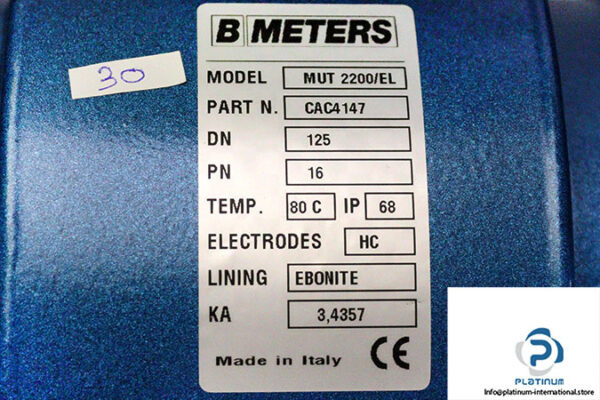 B METERS
30
MODEL MUT 2200/EL
PART N. CAC4147
DN 125
PN 16
TEMP. 80 C IP 68
ELECTRODES HC
LINING EBONITE
KA 3,4357
Made in Italy CE
P
PLATINUM
Info@platinum-international.store